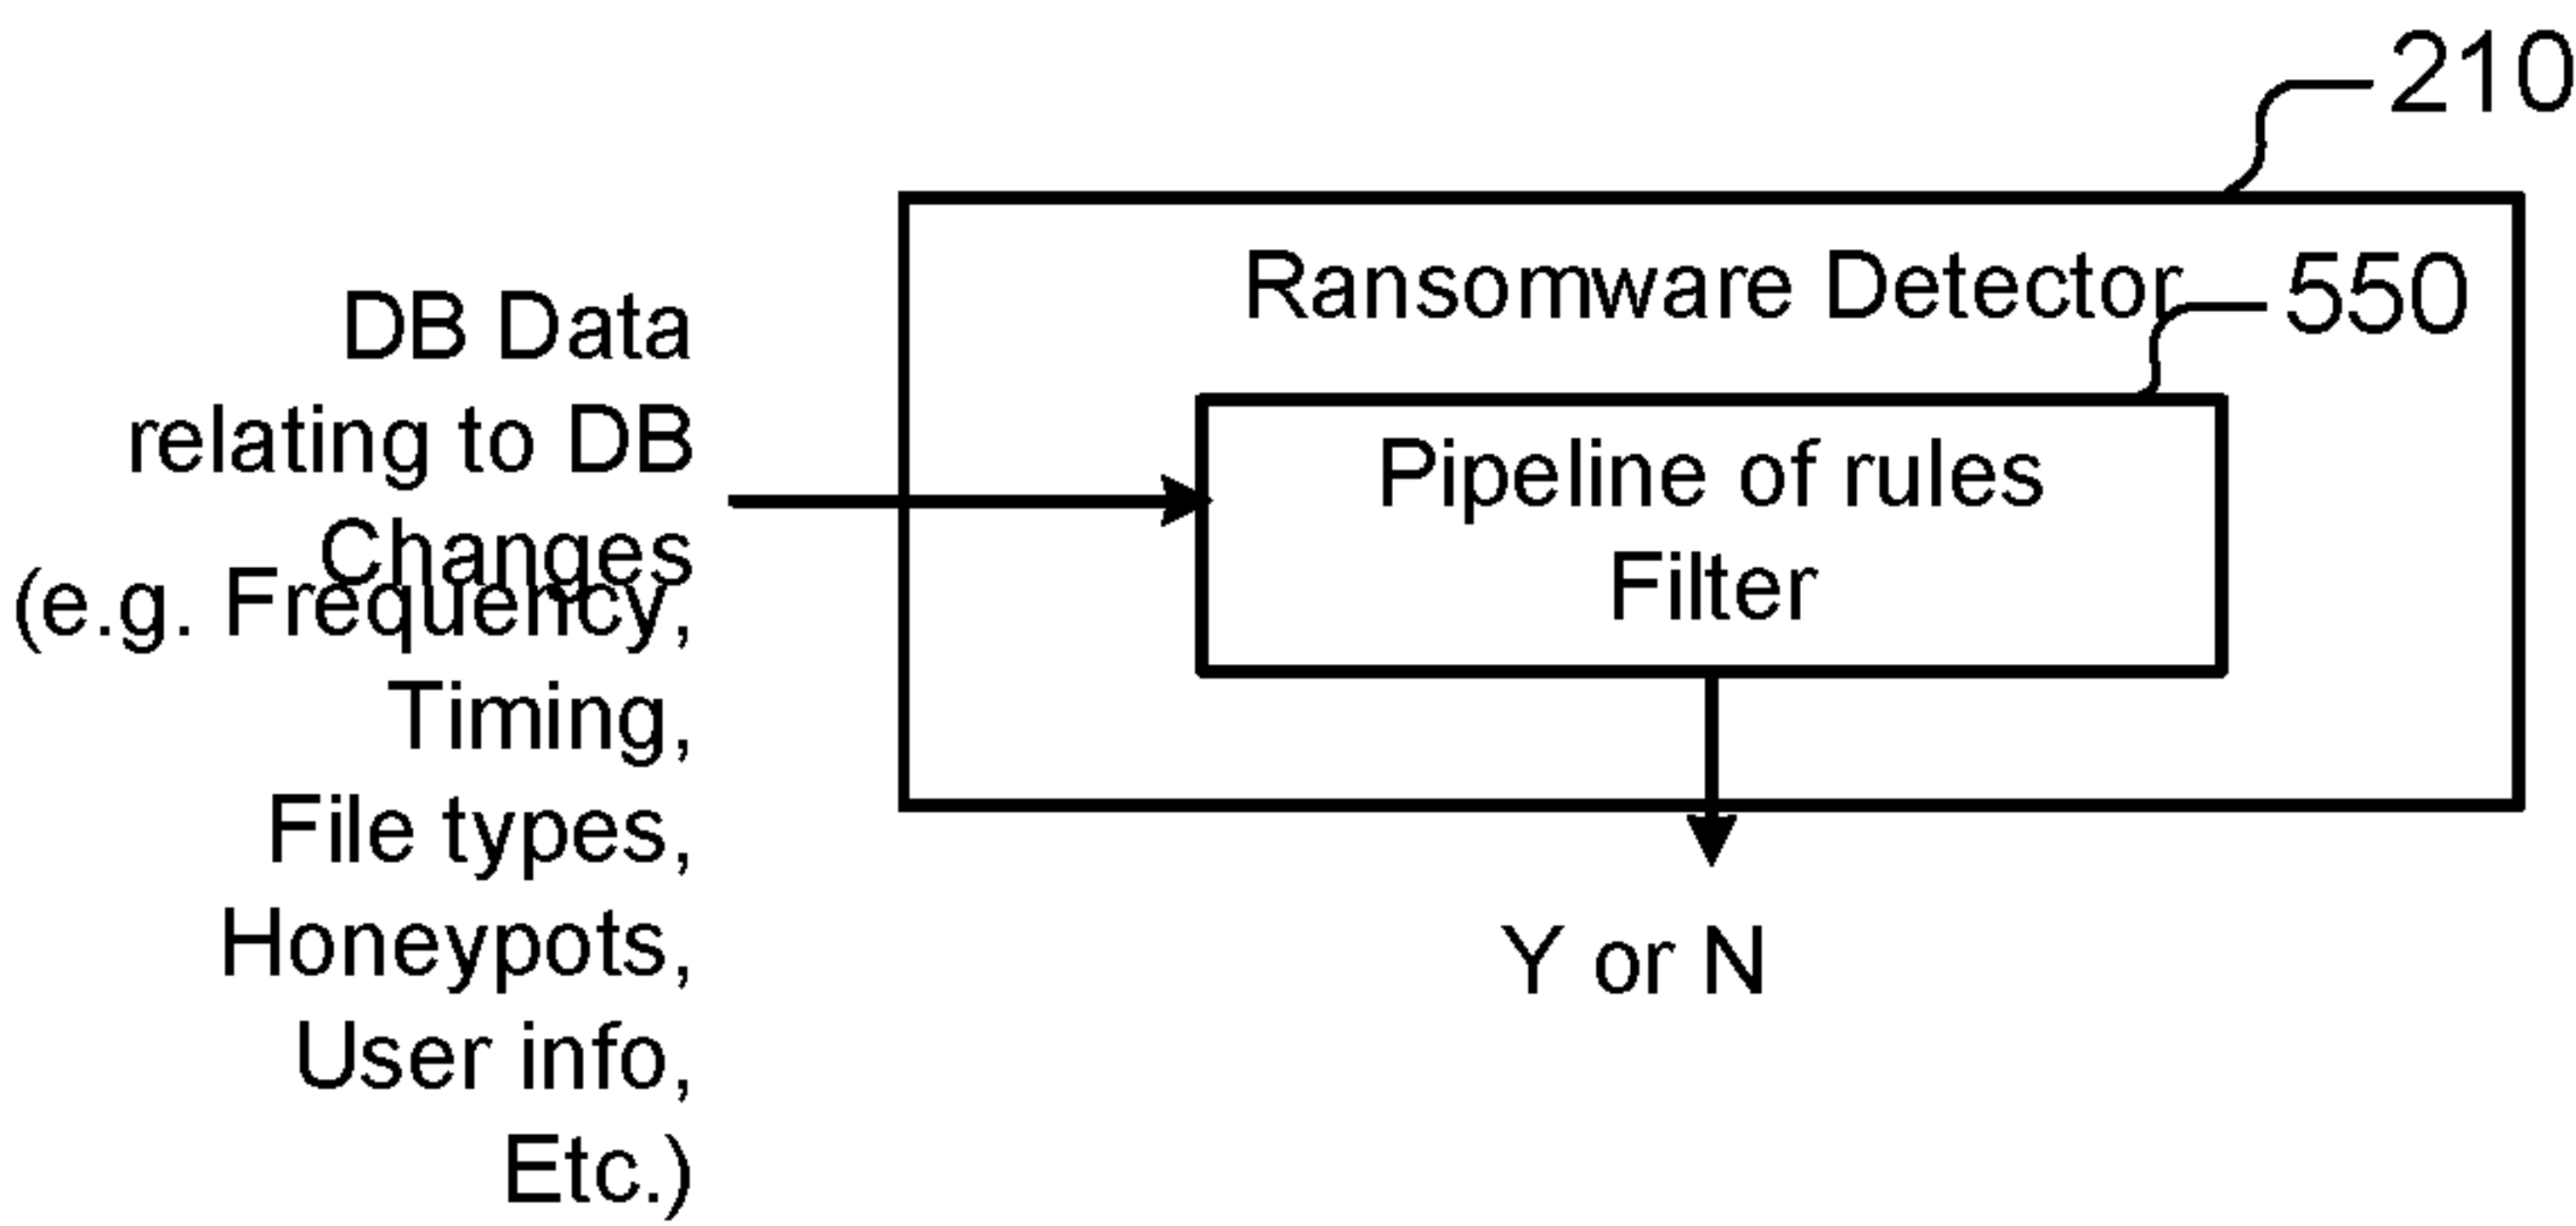 210
Ransomware Detector
550
DB Data
relating to DB
Changes
(e.g. Frequency,
Timing,
File types,
Honeypots,
User info,
Etc.)
Pipeline of rules
Filter
Y or N